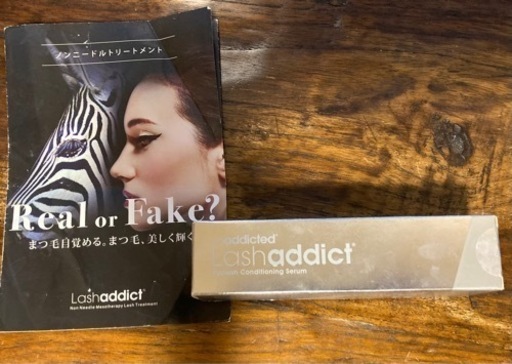 ノンニードルトリートメント
Real or Fake?
まつ毛目覚める。まつ毛、美しく輝く
Lashaddict
Non Needle Mesotherapy Lash Treatment
addicted
Lashaddict
Conditioning Serum